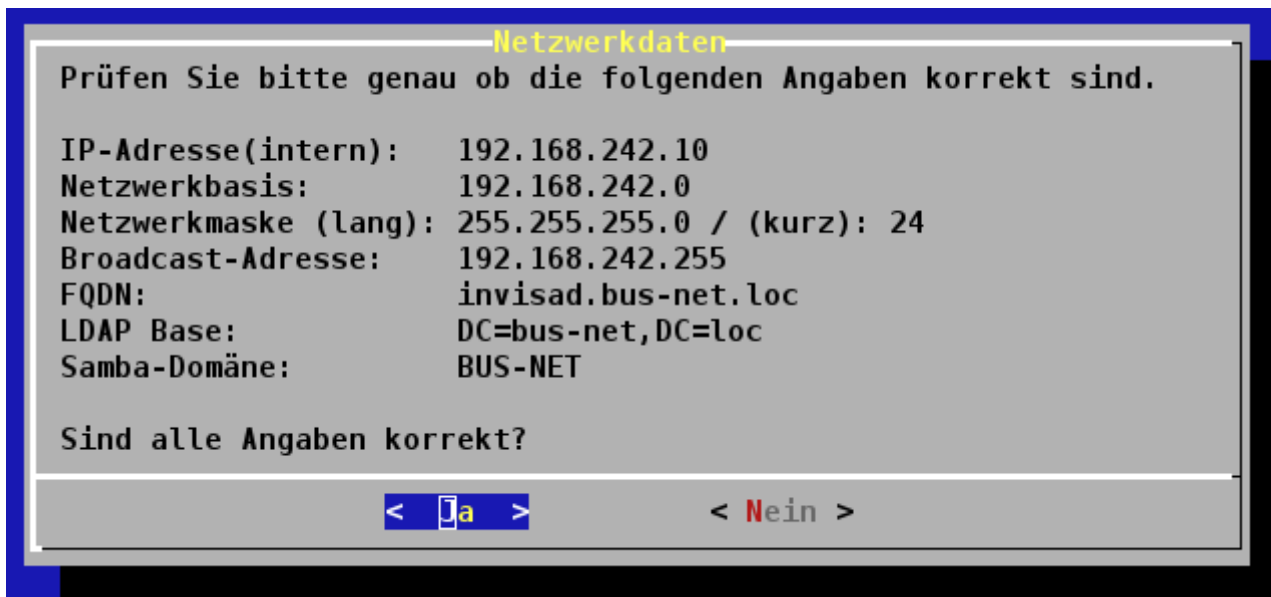 Netzwerkdaten
Prüfen Sie bitte genau ob die folgenden Angaben korrekt sind.
IP-Adresse(intern): 192.168.242.10
Netzwerkbasis: 192.168.242.0
Netzwerkmaske (lang): 255.255.255.0 / (kurz): 24
Broadcast-Adresse: 192.168.242.255
FQDN: invisad.bus-net.loc
LDAP Base: DC=bus-net,DC=loc
Samba-Domäne: BUS-NET
Sind alle Angaben korrekt?
< Ja > < Nein >